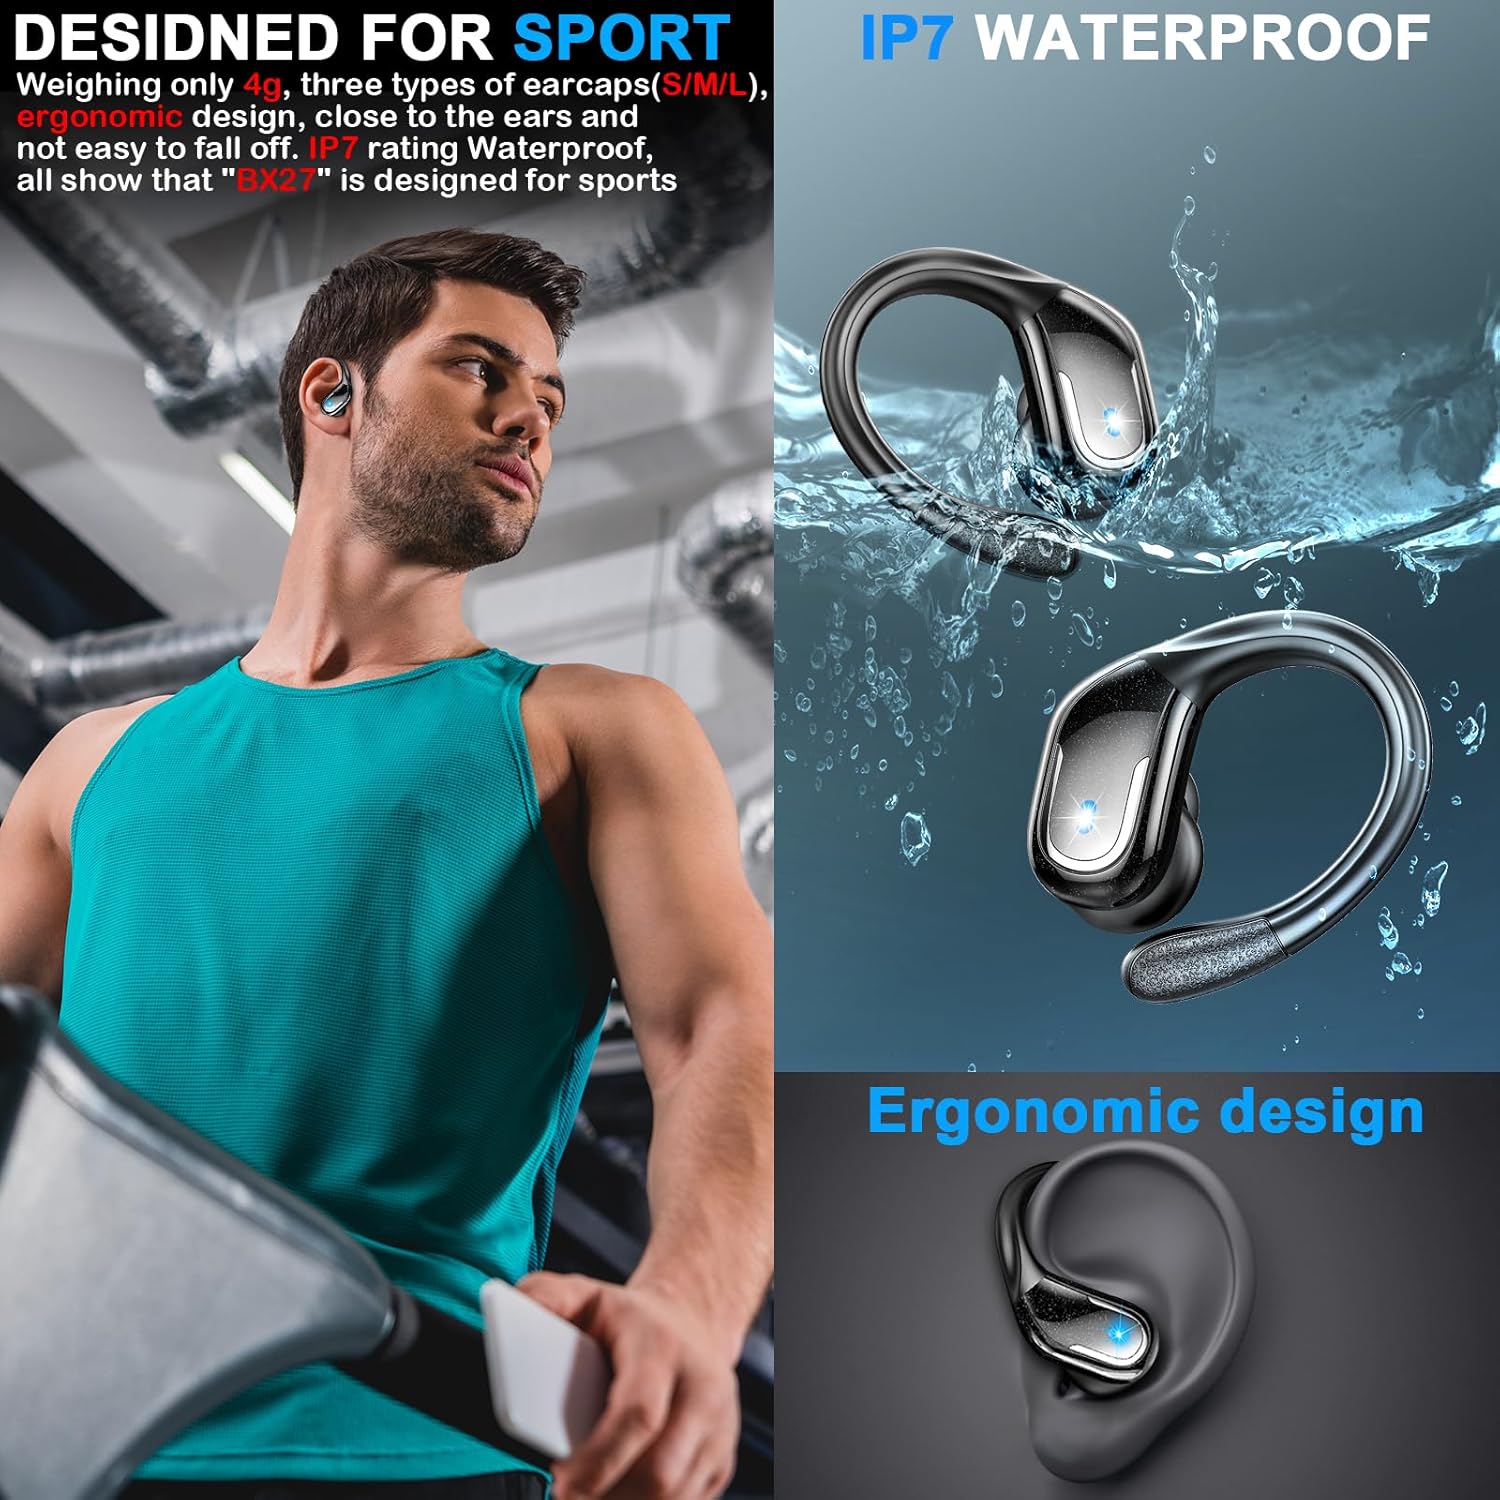 DESIDNED FOR SPORT
Weighing only 4g, three types of earcaps(S/M/L),
ergonomic design, close to the ears and
not easy to fall off. IP7 rating Waterproof,
all show that "BX27" is designed for sports
IP7 WATERPROOF
Ergonomic design